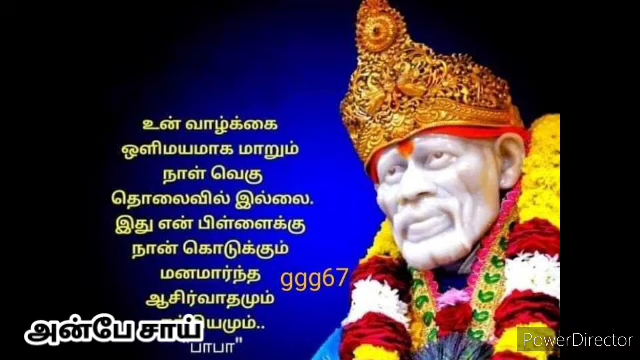 உன் வாழ்க்கை
ஒளிமயமாக மாறும்
நாள் வெகு
தொலைவில் இல்லை.
இது என் பிள்ளைக்கு
நான் கொடுக்கும்
மனமார்ந்த
ஆசிர்வாதமும்
ggg67
அன்பே சாய்
"பாபா"
PowerDirector